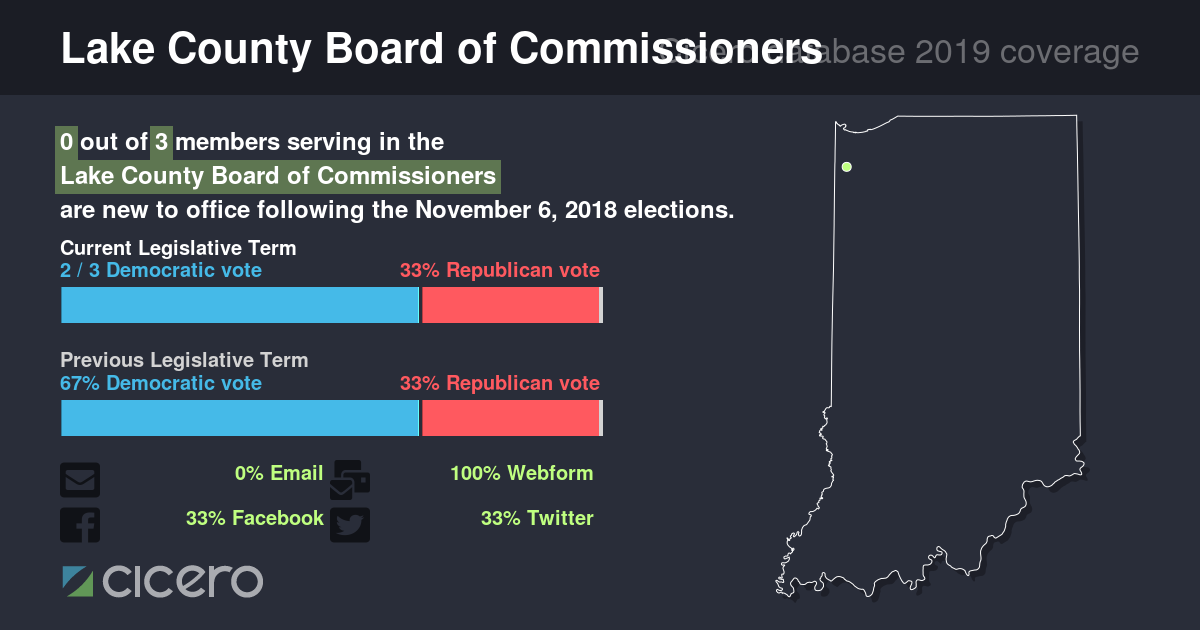 Lake County Board of Commissioners
Cicero database 2019 coverage
0 out of 3 members serving in the
Lake County Board of Commissioners
are new to office following the November 6, 2018 elections.
Current Legislative Term
2 / 3 Democratic vote 33% Republican vote
Previous Legislative Term
67% Democratic vote 33% Republican vote
0% Email 100% Webform
33% Facebook 33% Twitter
cicero